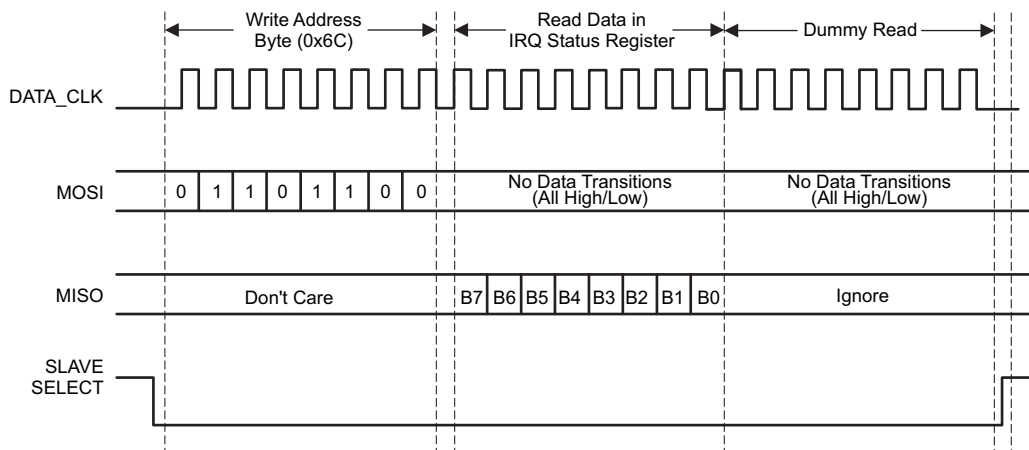 Write Address
Byte (0x6C)
Read Data in
IRQ Status Register
Dummy Read
DATA_CLK
MOSI
0 1 1 0 1 1 0 0
No Data Transitions
(All High/Low)
No Data Transitions
(All High/Low)
MISO
Don't Care
B7 B6 B5 B4 B3 B2 B1 B0
Ignore
SLAVE
SELECT